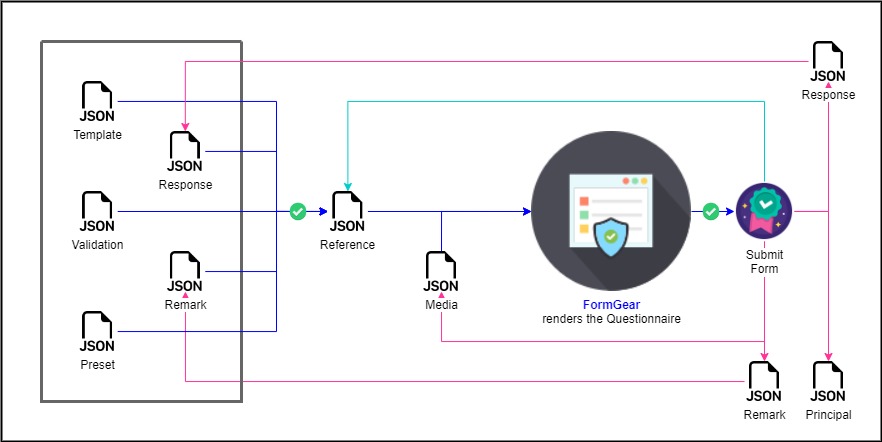 JSON
Response
JSON
Template
JSON
Response
JSON
Validation
JSON
Reference
JSON
Remark
JSON
Media
Submit
Form
FormGear
renders the Questionnaire
JSON
Preset
JSON
Remark
JSON
Principal